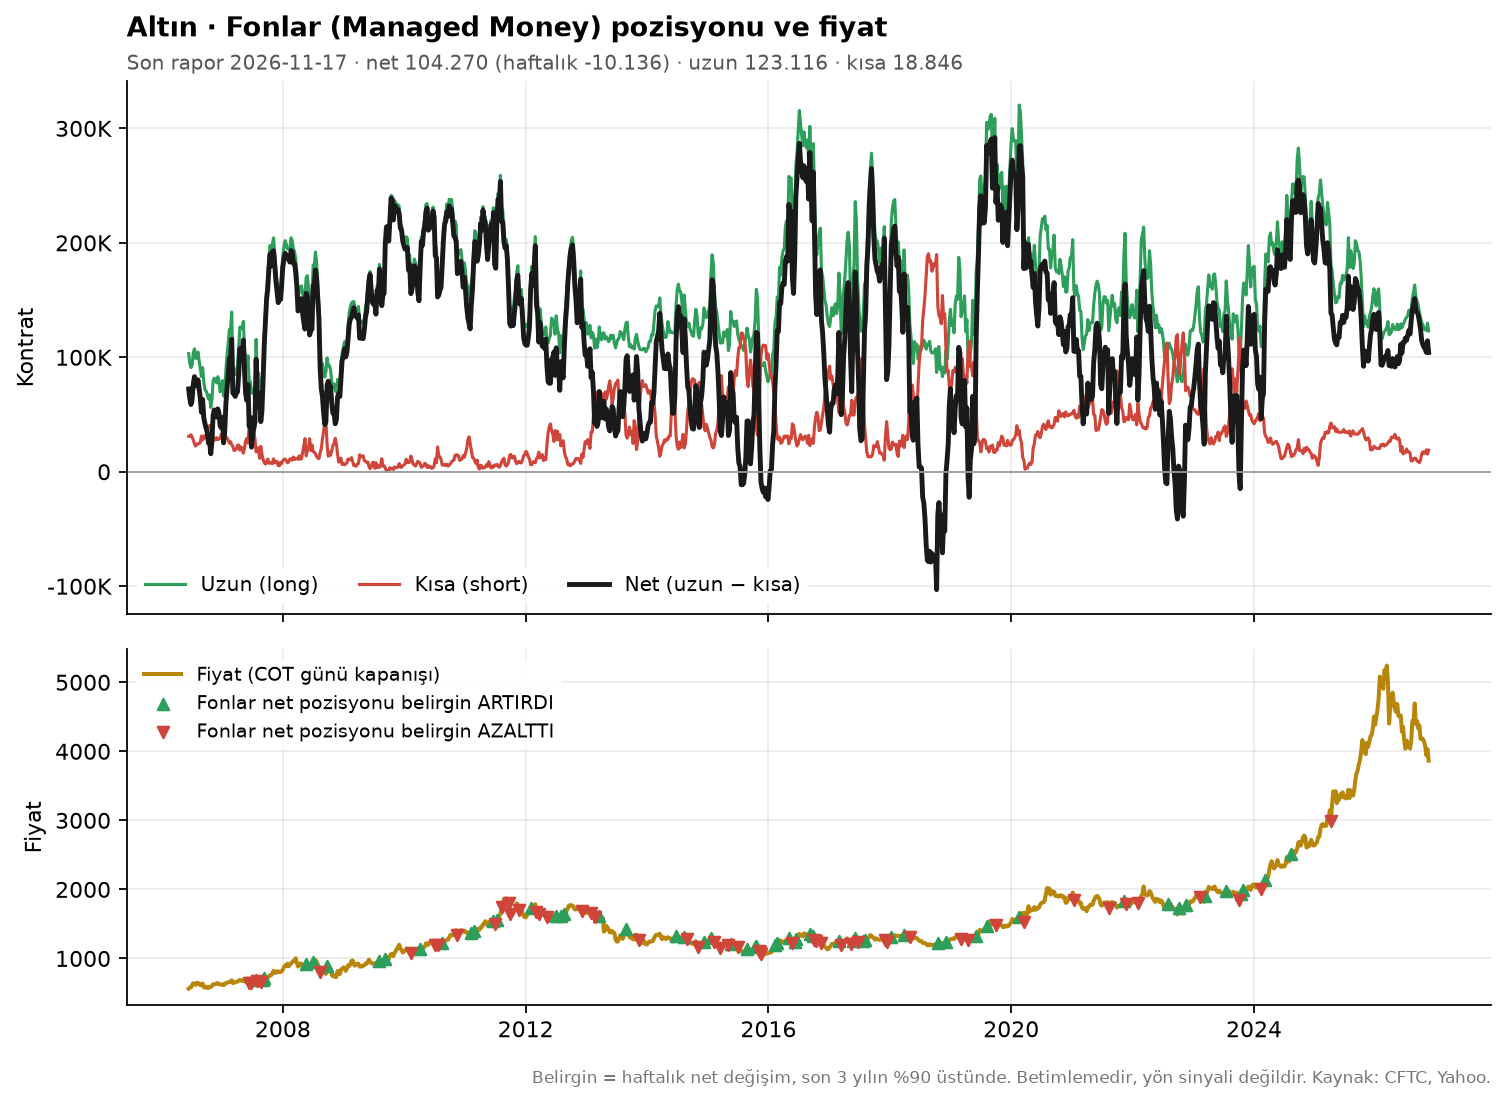 Altın · Fonlar (Managed Money) pozisyonu ve fiyat
Son rapor 2026-11-17 · net 104.270 (haftalık -10.136) · uzun 123.116 · kısa 18.846
Kontrat
300K
200K
100K
0
-100K
Uzun (long)
Kısa (short)
Net (uzun − kısa)
Fiyat
5000
4000
3000
2000
1000
Fiyat (COT günü kapanışı)
Fonlar net pozisyonu belirgin ARTIRDI
Fonlar net pozisyonu belirgin AZALTTI
2008
2012
2016
2020
2024
Belirgin = haftalık net değişim, son 3 yılın %90 üstünde. Betimlemedir, yön sinyali değildir. Kaynak: CFTC, Yahoo.